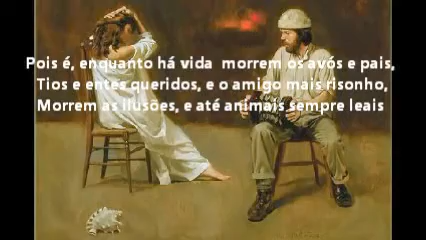 Pois é, enquanto há vida morrem os avós e pais,
Tios e entes queridos, e o amigo mais risonho,
Morrem as ilusões, e até animais sempre leais